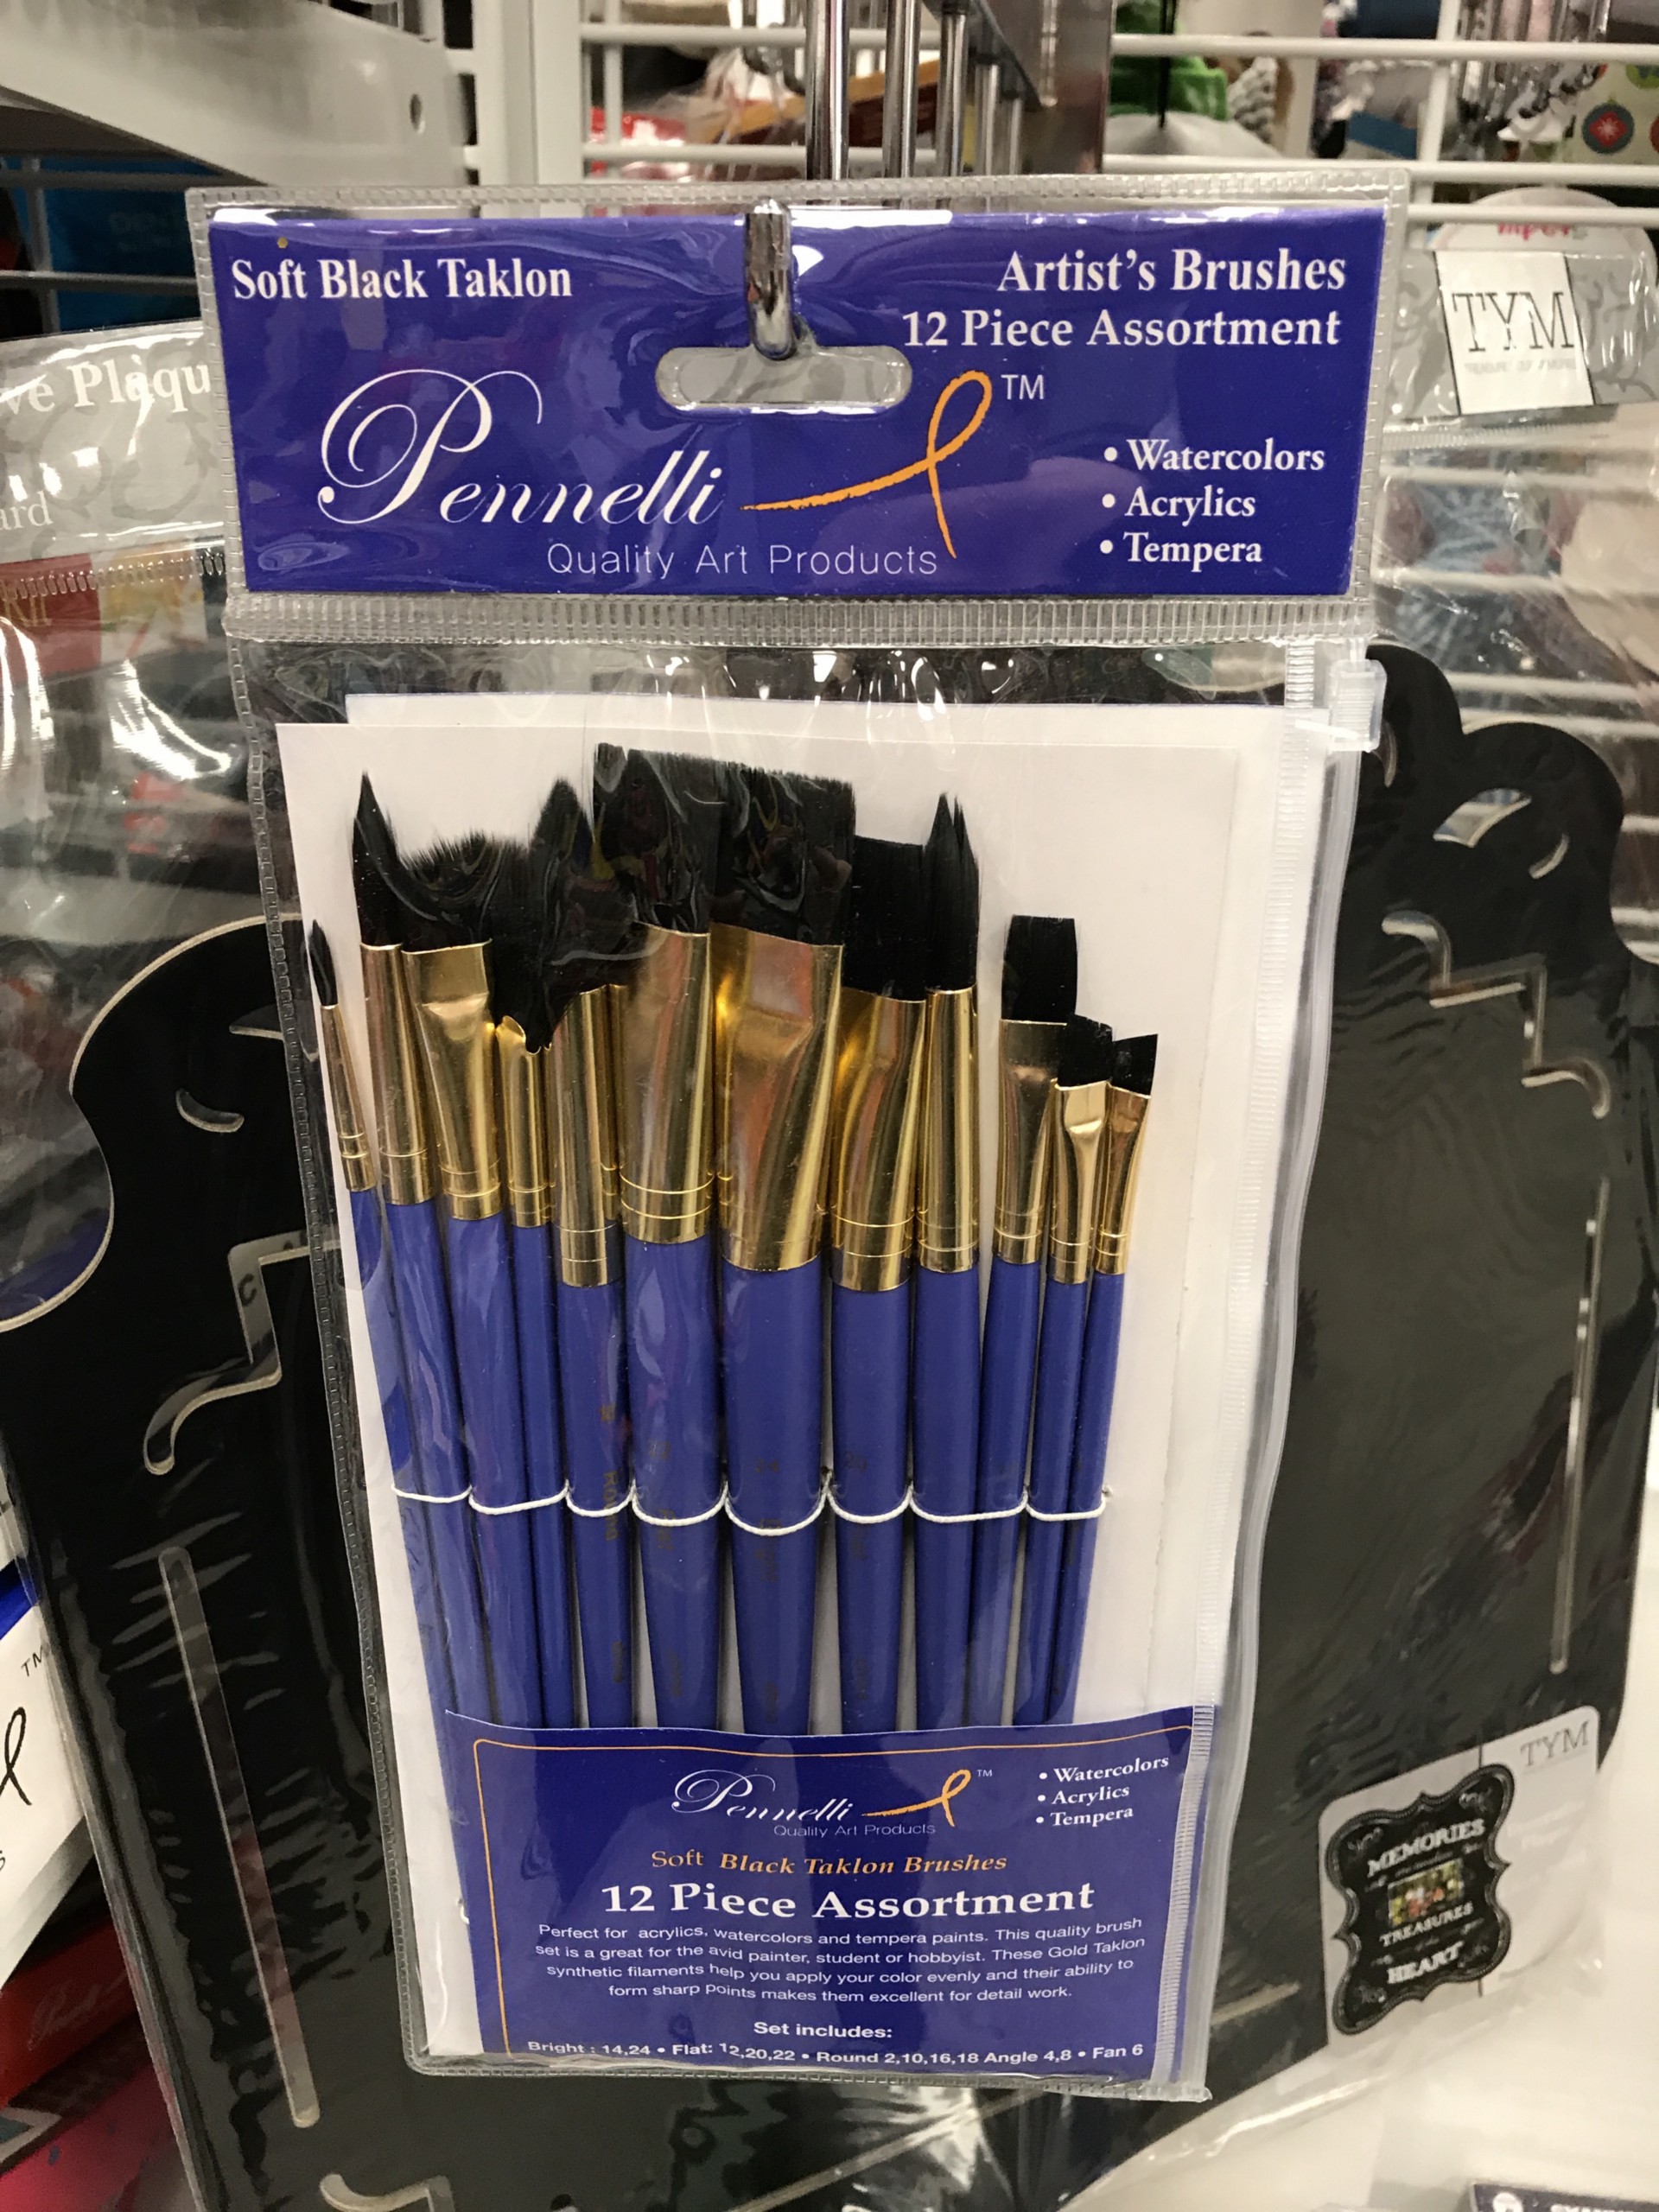 Soft Black Taklon
Artist's Brushes
12 Piece Assortment
Pennelli
TM
Quality Art Products
• Watercolors
• Acrylics
• Tempera
TYM
ve Plaqu
ard
Pennelli
TM
Quality Art Products
• Watercolors
• Acrylics
• Tempera
Soft Black Taklon Brushes
12 Piece Assortment
Perfect for acrylics, watercolors and tempera paints. This quality brush
set is a great for the avid painter, student or hobbyist. These Gold Taklon
synthetic filaments help you apply your color evenly and their ability to
form sharp Points makes them excellent for detail work.
Set includes:
Bright : 14,24 • Flat: 12,20,22 • Round 2,10,16,18 Angle 4,8 • Fan 6
TYM
MEMORIES
TREASURES
HEART
TM